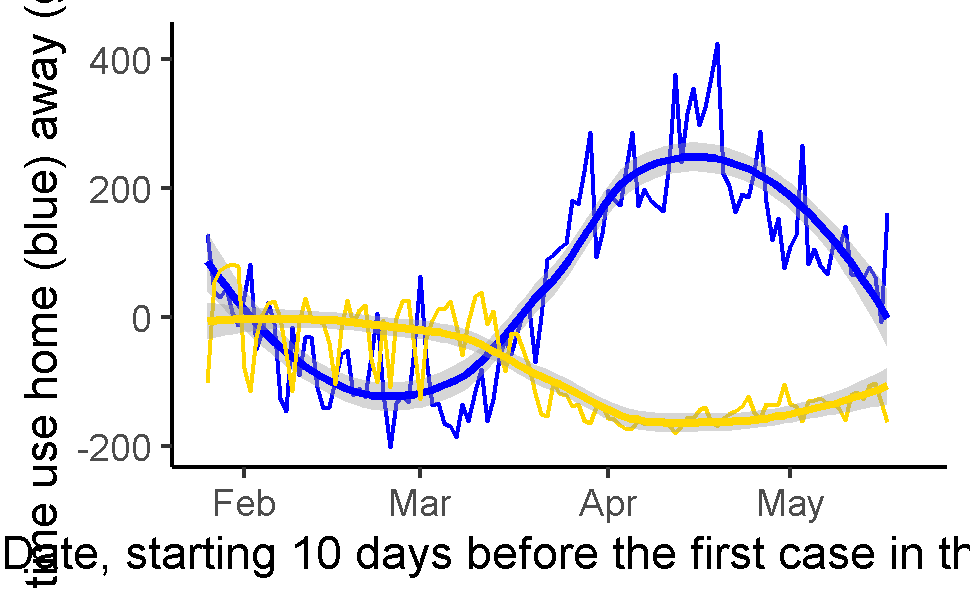 time use home (blue) away (
400
200
0
-200
Feb Mar Apr May
Date, starting 10 days before the first case in th